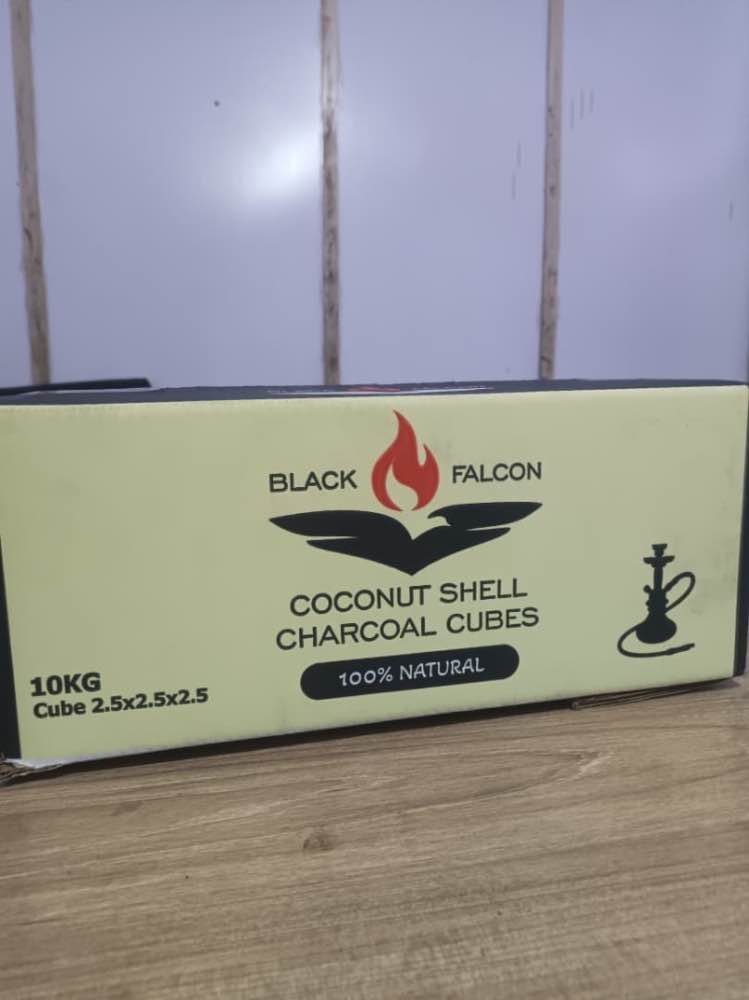 BLACK FALCON
COCONUT SHELL
CHARCOAL CUBES
100% NATURAL
10KG
Cube 2.5x2.5x2.5